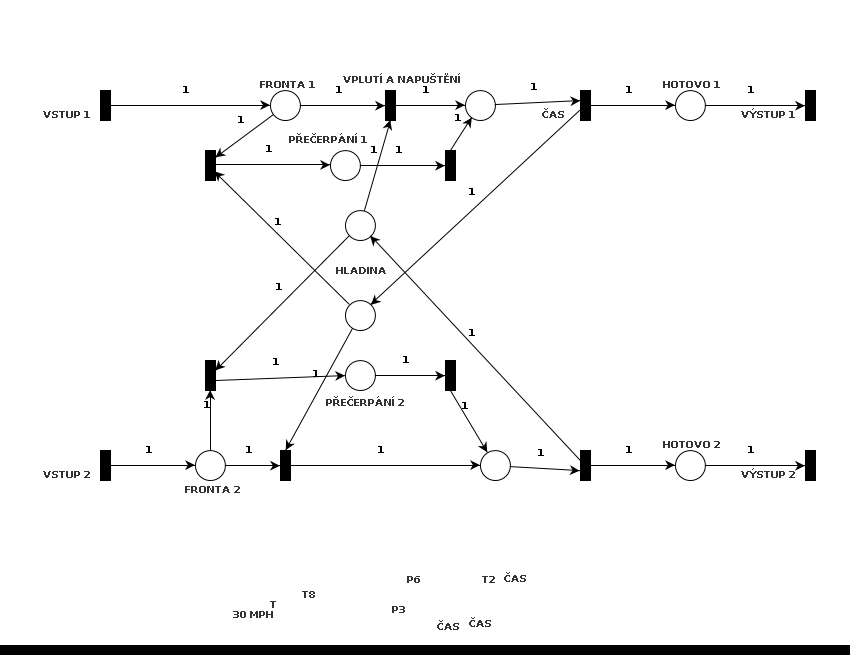 VPLUTÍ A NAPUŠTĚNÍ
FRONTA 1
HOTOVO 1
1
1
1
1
1
1
VSTUP 1
ČAS
VÝSTUP 1
1
1
PŘEČERPÁNÍ 1
1
1
1
1
1
HLADINA
1
1
1
1
1
PŘEČERPÁNÍ 2
1
1
HOTOVO 2
1
1
1
1
1
1
VSTUP 2
VÝSTUP 2
FRONTA 2
P6
T2
ČAS
T8
T
P3
30 MPH
ČAS
ČAS